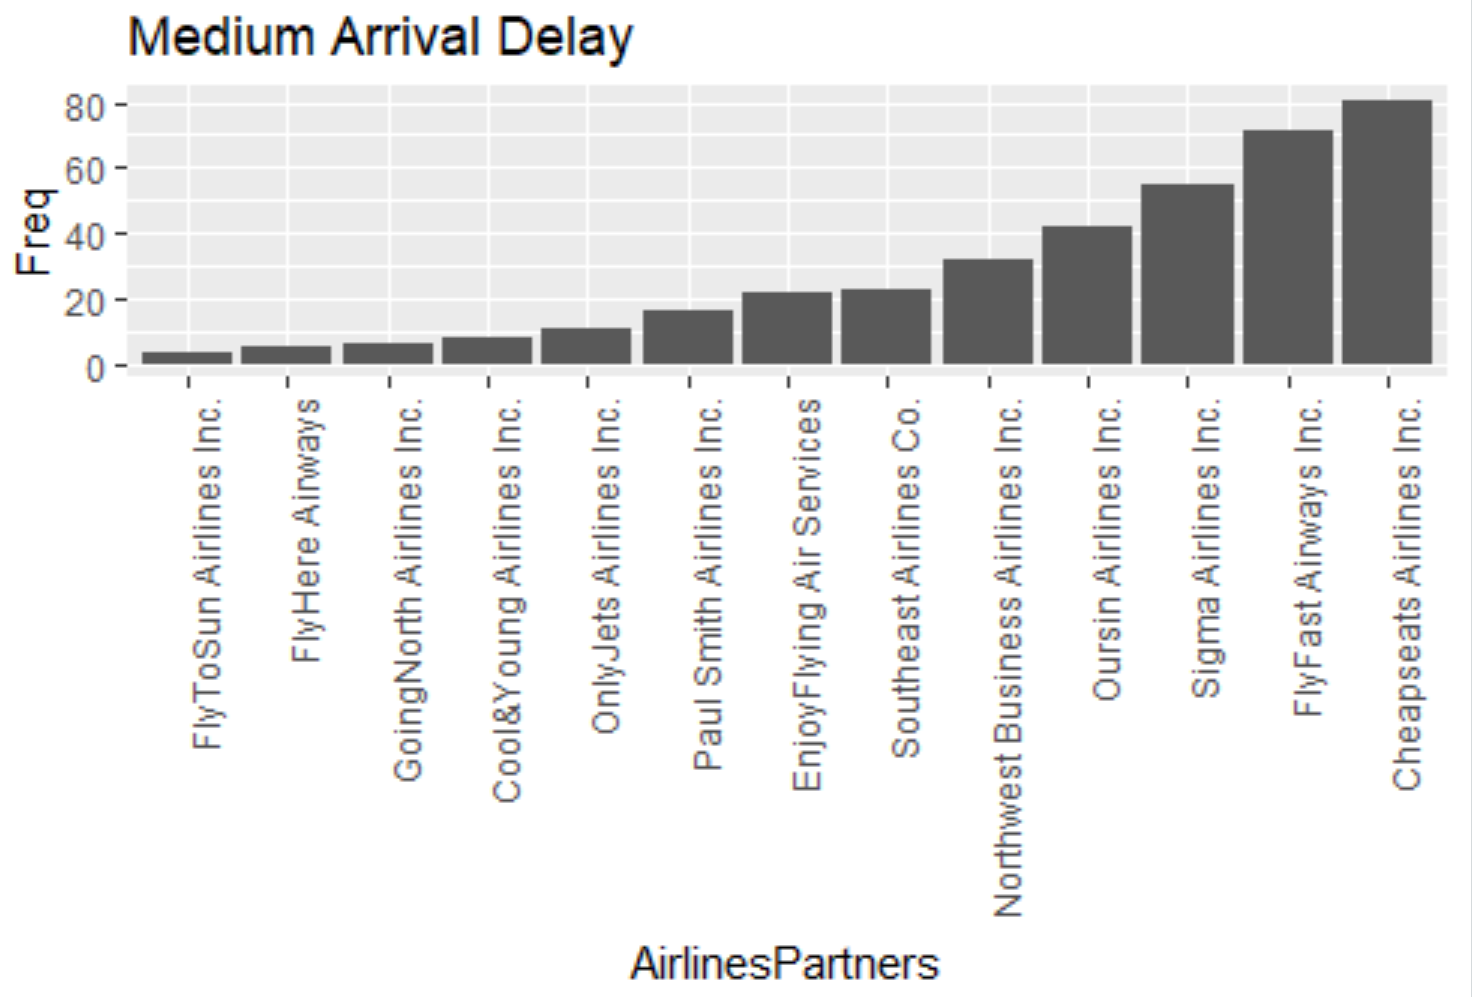 Medium Arrival Delay
Freq
80
60
40
20
0
FlyToSun Airlines Inc.
FlyHere Airways
GoingNorth Airlines Inc.
Cool&Young Airlines Inc.
OnlyJets Airlines Inc.
Paul Smith Airlines Inc.
EnjoyFlying Air Services
Southeast Airlines Co.
Northwest Business Airlines Inc.
Oursin Airlines Inc.
Sigma Airlines Inc.
FlyFast Airways Inc.
Cheapseats Airlines Inc.
AirlinesPartners